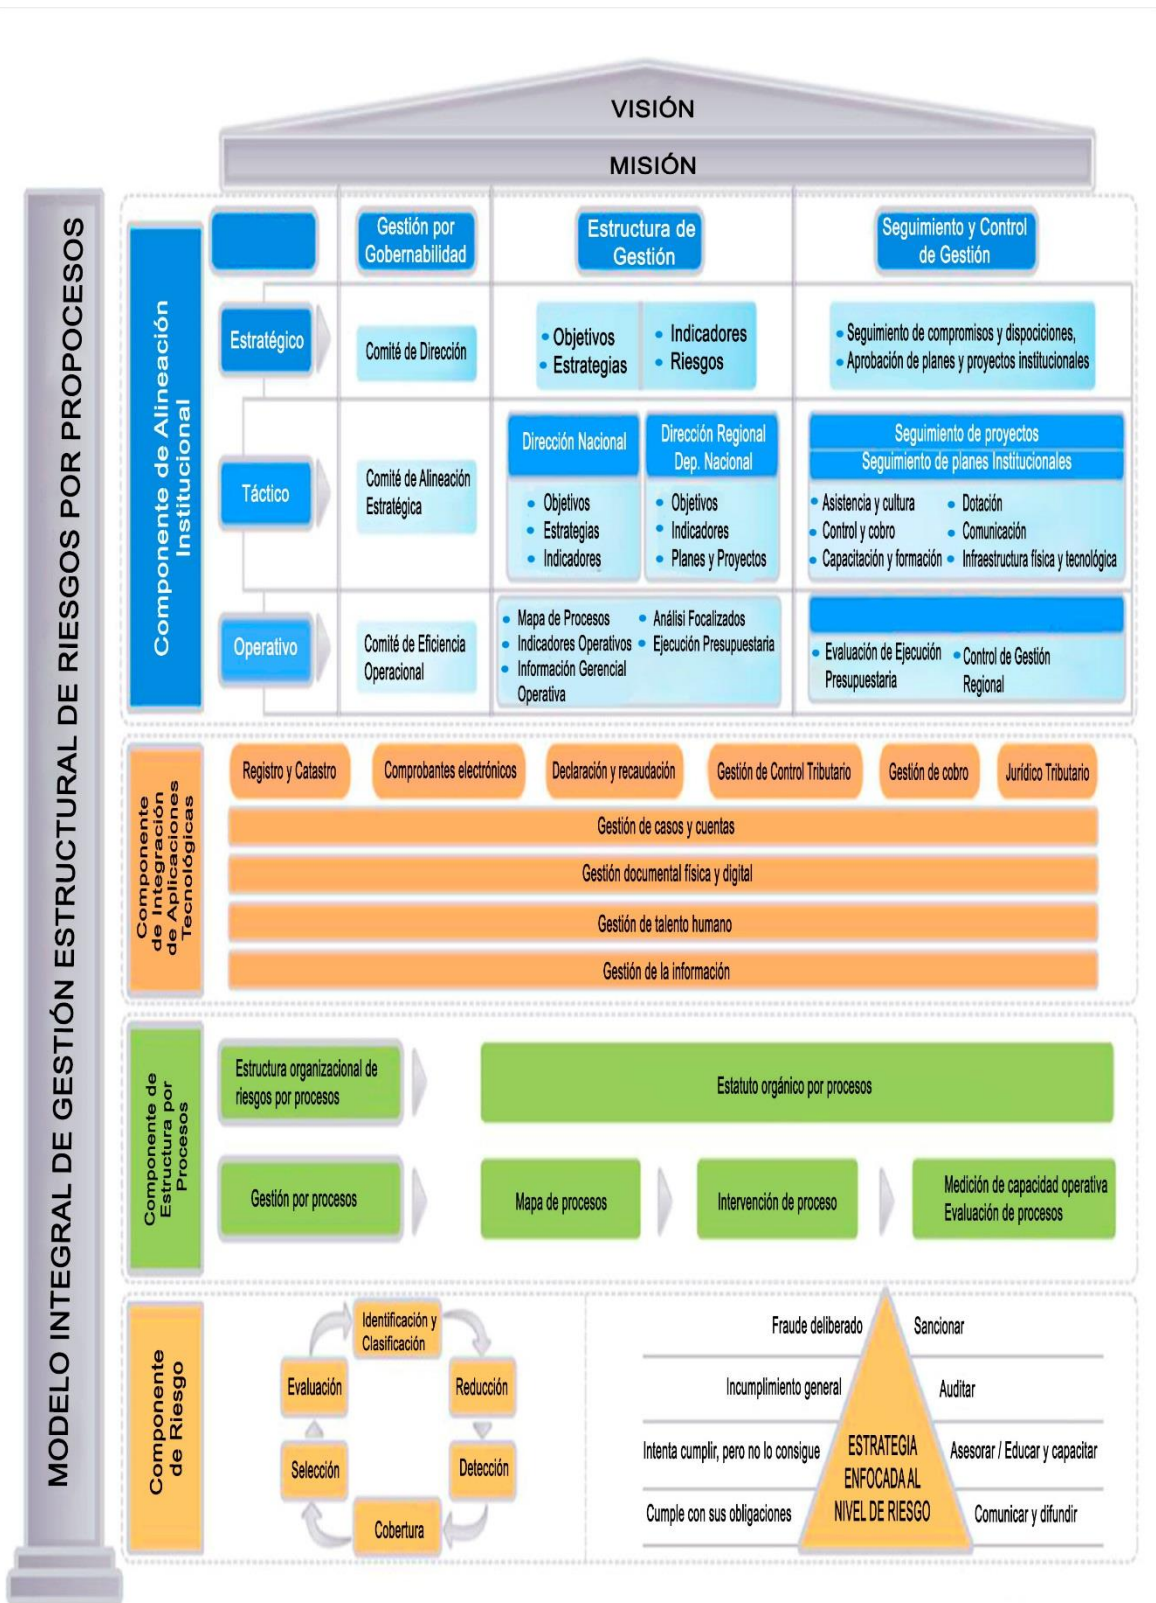 VISIÓN
MISIÓN
MODELO INTEGRAL DE GESTIÓN ESTRUCTURAL DE RIESGOS POR PROPOCESOS
Componente de Alineación
Institucional
Gestión por
Gobernabilidad
Estructura de
Gestión
Seguimiento y Control
de Gestión
Estratégico
Comité de Dirección
• Objetivos
• Estrategias
• Indicadores
• Riesgos
• Seguimiento de compromisos y dispociciones,
• Aprobación de planes y proyectos institucionales
Táctico
Comité de Alineación
Estratégica
Dirección Nacional
• Objetivos
• Estrategias
• Indicadores
Dirección Regional
Dep. Nacional
• Objetivos
• Indicadores
• Planes y Proyectos
Seguimiento de proyectos
Seguimiento de planes Institucionales
• Asistencia y cultura
• Control y cobro
• Capacitación y formación
• Dotación
• Comunicación
• Infraestructura física y tecnológica
Operativo
Comité de Eficiencia
Operacional
• Mapa de Procesos
• Indicadores Operativos
• Información Gerencial
Operativa
• Análisi Focalizados
• Ejecución Presupuestaria
• Evaluación de Ejecución
Presupuestaria
• Control de Gestión
Regional
Componente
de Integración
de Aplicaciones
Tecnológicas
Registro y Catastro
Comprobantes electrónicos
Declaración y recaudación
Gestión de Control Tributario
Gestión de cobro
Jurídico Tributario
Gestión de casos y cuentas
Gestión documental física y digital
Gestión de talento humano
Gestión de la información
Componente de
Estructura por
Procesos
Estructura organizacional de
riesgos por procesos
Estatuto orgánico por procesos
Gestión por procesos
Mapa de procesos
Intervención de proceso
Medición de capacidad operativa
Evaluación de procesos
Componente
de Riesgo
Identificación y
Clasificación
Reducción
Detección
Cobertura
Selección
Evaluación
Fraude deliberado
Sancionar
Incumplimiento general
Auditar
Intenta cumplir, pero no lo consigue
Asesorar / Educar y capacitar
Cumple con sus obligaciones
Comunicar y difundir
ESTRATEGIA
ENFOCADA AL
NIVEL DE RIESGO